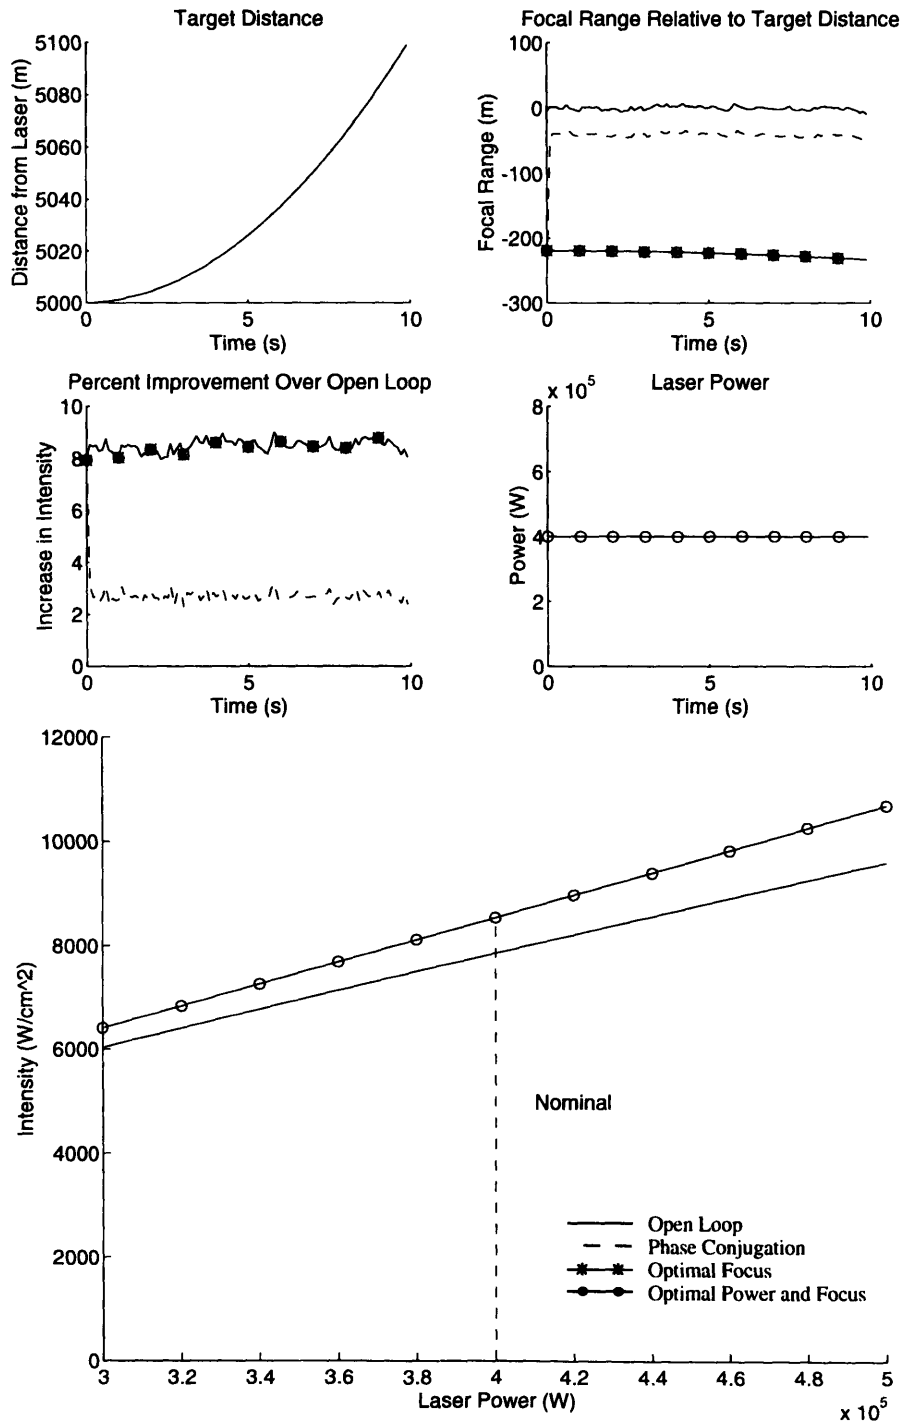 Target Distance
Distance from Laser (m)
5100
5080
5060
5040
5020
5000
0 5 10
Time (s)
Focal Range Relative to Target Distance
Focal Range (m)
100
0
-100
-200
-300
0 5 10
Time (s)
Percent Improvement Over Open Loop
Increase in Intensity
10
8
6
4
2
0
0 5 10
Time (s)
x 10^5 Laser Power
Power (W)
8
6
4
2
0
0 5 10
Time (s)
Intensity (W/cm^2)
12000
10000
8000
6000
4000
2000
0
Nominal
Open Loop
Phase Conjugation
Optimal Focus
Optimal Power and Focus
3 3.2 3.4 3.6 3.8 4 4.2 4.4 4.6 4.8 5
Laser Power (W)
x 10^5